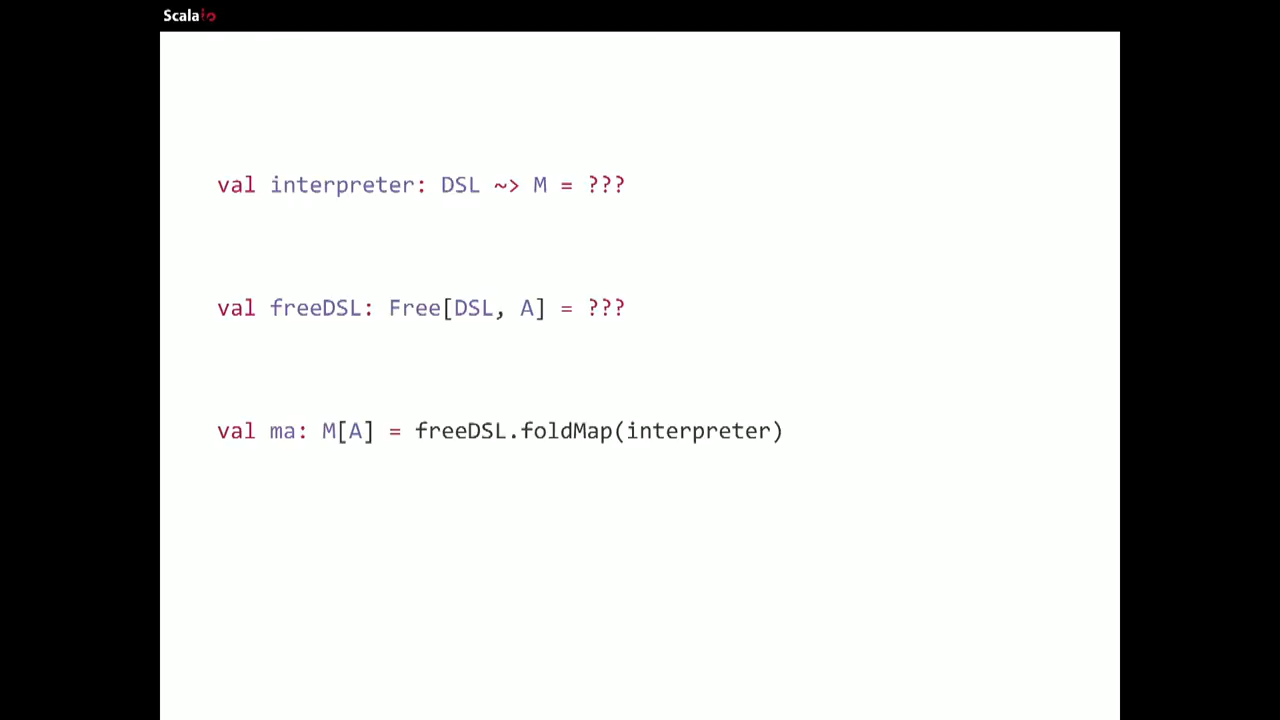 Scalaio
val interpreter: DSL ~> M = ???
val freeDSL: Free[DSL, A] = ???
val ma: M[A] = freeDSL.foldMap(interpreter)